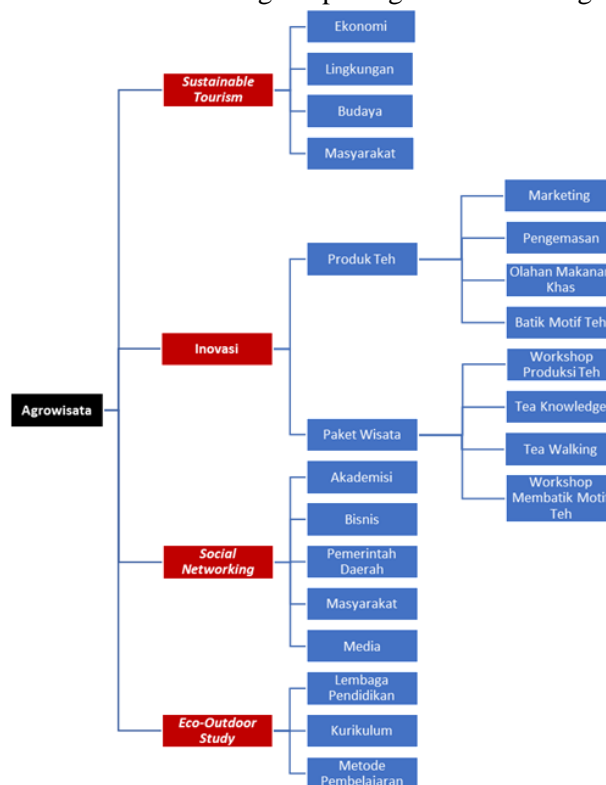 Agrowisata
Sustainable
Tourism
Ekonomi
Lingkungan
Budaya
Masyarakat
Inovasi
Produk Teh
Marketing
Pengemasan
Olahan Makanan
Khas
Batik Motif Teh
Paket Wisata
Workshop
Produksi Teh
Tea Knowledge
Tea Walking
Workshop
Membatik Motif
Teh
Social
Networking
Akademisi
Bisnis
Pemerintah
Daerah
Masyarakat
Media
Eco-Outdoor
Study
Lembaga
Pendidikan
Kurikulum
Metode
Pembelajaran